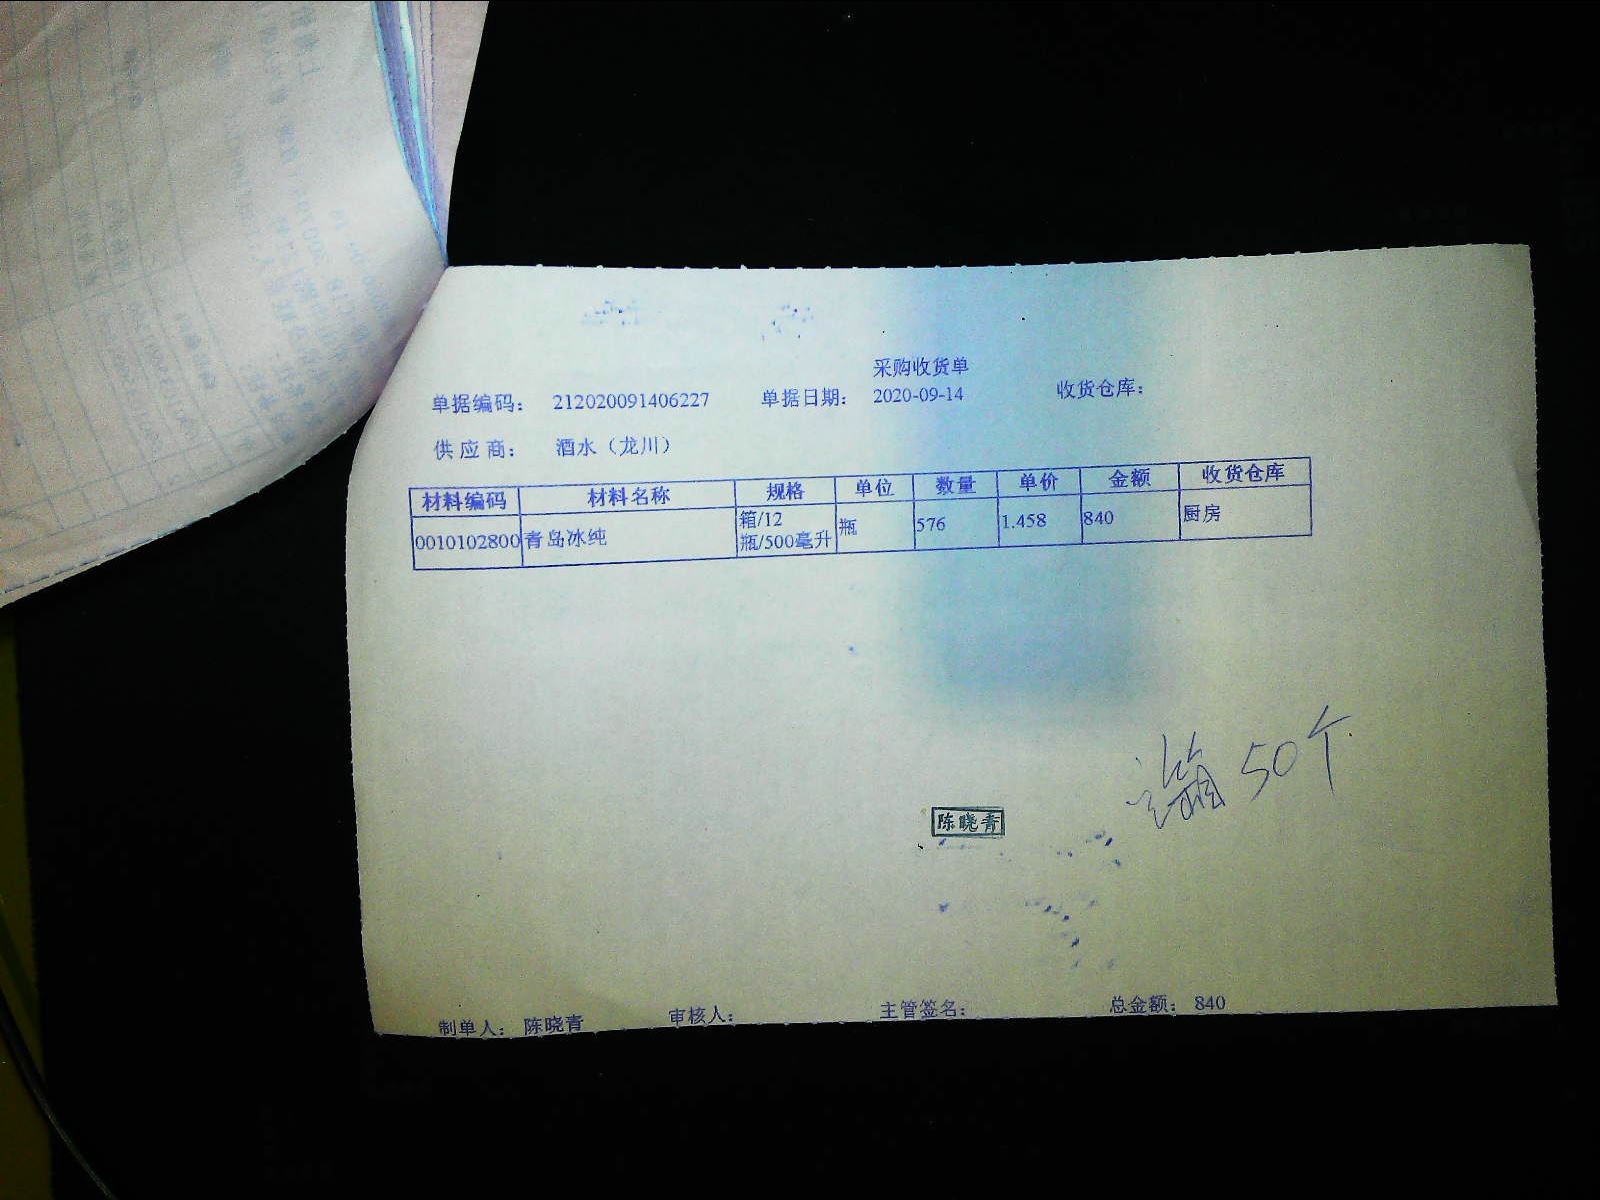 采购收货单
单据编码： 212020091406227 单据日期： 2020-09-14 收货仓库：
供应商： 酒水（龙川）
材料编码 材料名称 规格 单位 数量 单价 金额 收货仓库
0010102800 青岛冰纯 箱/12瓶/500毫升 瓶 576 1.458 840 厨房
箱50个
陈晓青
制单人： 陈晓青 审核人： 主管签名： 总金额： 840